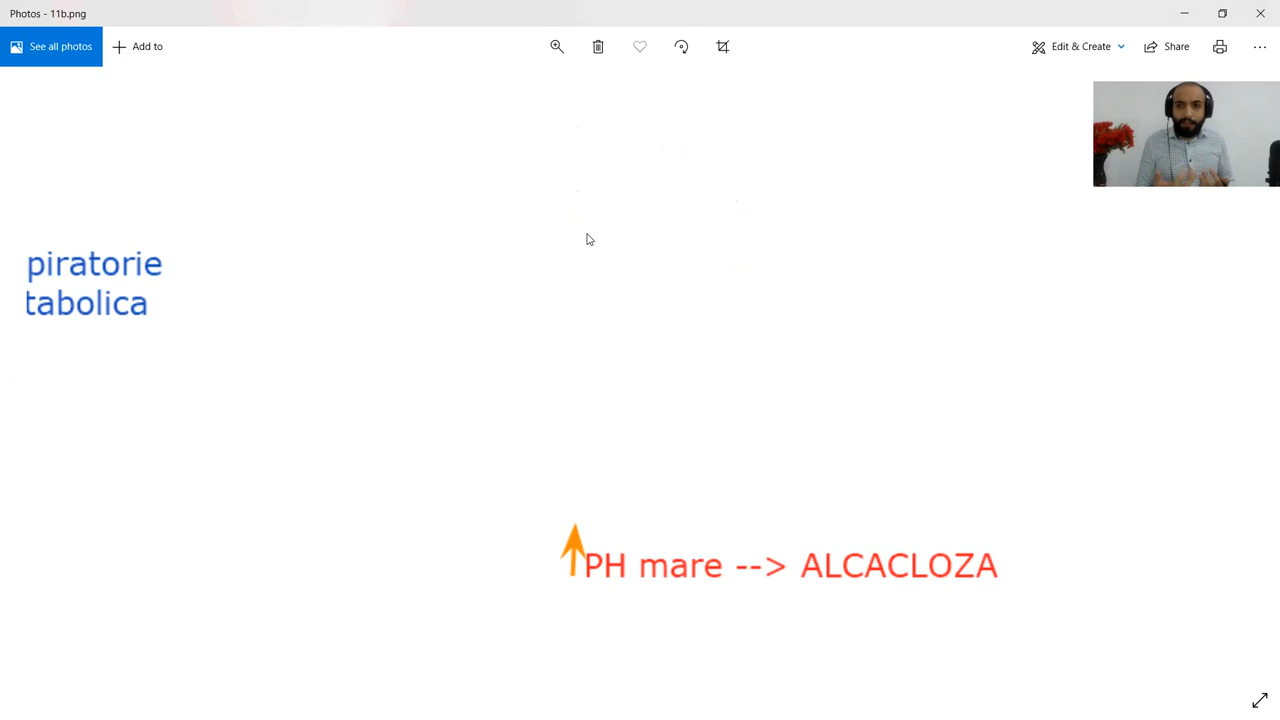 Photos - 11b.png
See all photos
Add to
Edit & Create
Share
piratorie
tabolica
PH mare --> ALCACLOZA